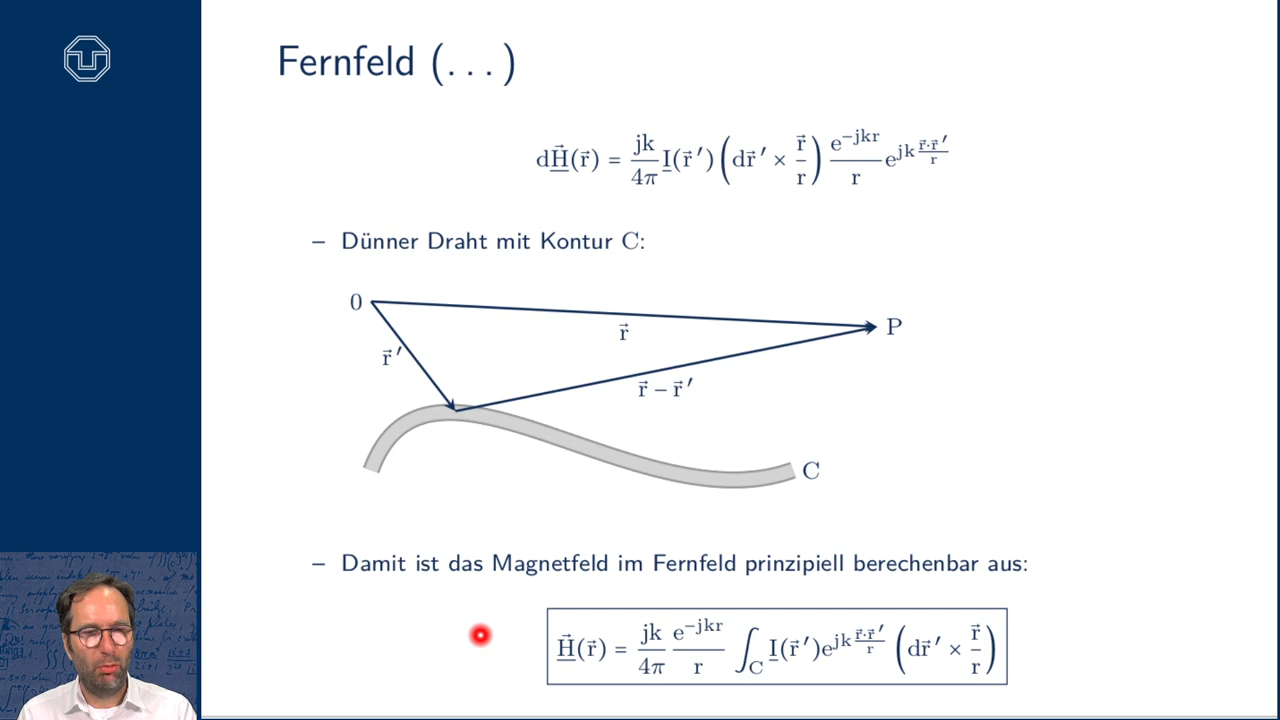 Fernfeld (. . . )
dH⃗(r⃗) = jk/4π I(r⃗ ′) (dr⃗ ′ × r⃗/r) e^−jkr/r e^jk r⃗·r⃗ ′/r
– Dünner Draht mit Kontur C:
0
P
r⃗
r⃗ ′
r⃗ − r⃗ ′
C
– Damit ist das Magnetfeld im Fernfeld prinzipiell berechenbar aus:
H⃗(r⃗) = jk/4π e^−jkr/r ∫_C I(r⃗ ′)e^jk r⃗·r⃗ ′/r (dr⃗ ′ × r⃗/r)